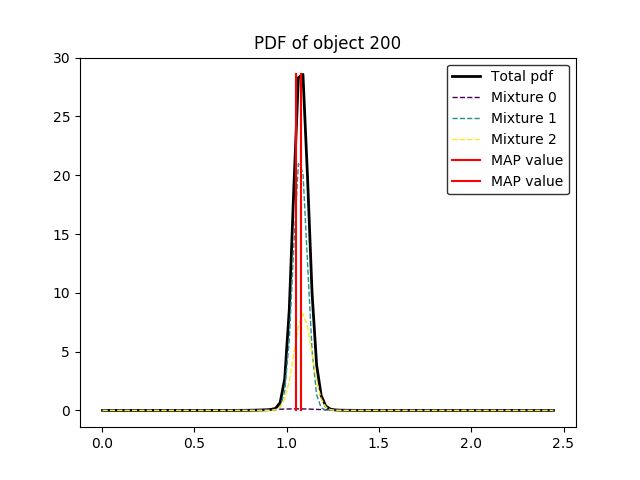 PDF of object 200
30
25
20
15
10
5
0
0.0 0.5 1.0 1.5 2.0 2.5
Total pdf
Mixture 0
Mixture 1
Mixture 2
MAP value
MAP value